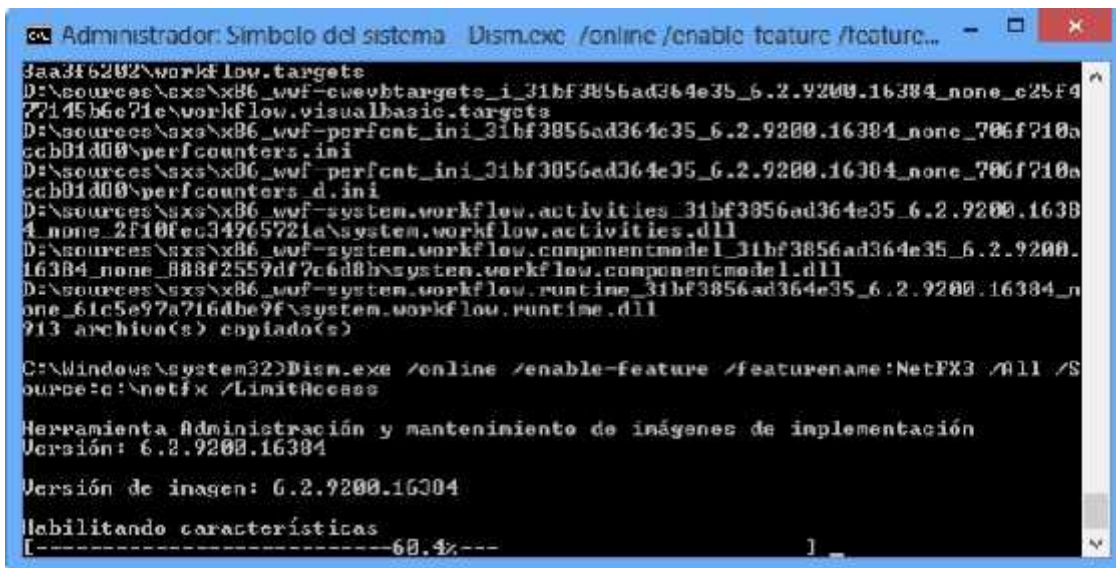 Administrador: Símbolo del sistema - Dism.exe /online /enable-feature /feature...
3aa3f6202\workflow.targets
D:\sources\sxs\x86_wwf-cwevbtargets_i_31bf3856ad364e35_6.2.9200.16384_none_c25f4
77145b6e71e\workflow.visualbasic.targets
D:\sources\sxs\x86_wwf-perfcnt_ini_31bf3856ad364e35_6.2.9200.16384_none_706f710a
ccb81d80\perfcounters.ini
D:\sources\sxs\x86_wwf-perfcnt_ini_31bf3856ad364e35_6.2.9200.16384_none_706f710a
ccb81d80\perfcounters_d.ini
D:\sources\sxs\x86_wwf-system.workflow.activities_31bf3856ad364e35_6.2.9200.1638
4_none_2f10fec34965721a\system.workflow.activities.dll
D:\sources\sxs\x86_wwf-system.workflow.componentmodel_31bf3856ad364e35_6.2.9200.
16384_none_888f2559df7c6d8b\system.workflow.componentmodel.dll
D:\sources\sxs\x86_wwf-system.workflow.runtime_31bf3856ad364e35_6.2.9200.16384_n
one_61c5e97a716dbe9f\system.workflow.runtime.dll
913 archivo(s) copiado(s)
C:\Windows\system32>Dism.exe /online /enable-feature /featurename:NetFX3 /All /S
ource:c:\netfx /LimitAccess
Herramienta Administración y mantenimiento de imágenes de implementación
Versión: 6.2.9200.16384
Versión de imagen: 6.2.9200.16384
Habilitando características
[---------------------------60.4%---                        ] _